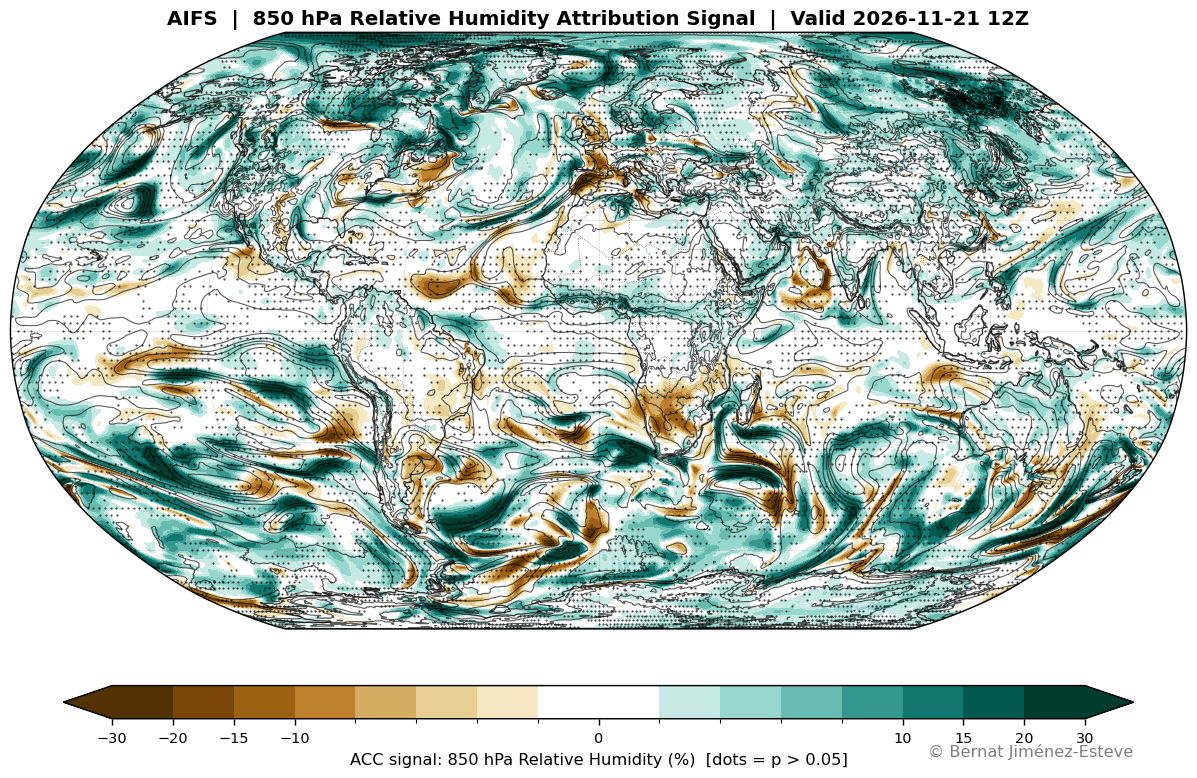 AIFS | 850 hPa Relative Humidity Attribution Signal | Valid 2026-11-21 12Z
−30 −20 −15 −10 0 10 15 20 30
ACC signal: 850 hPa Relative Humidity (%) [dots = p > 0.05]
© Bernat Jiménez-Esteve